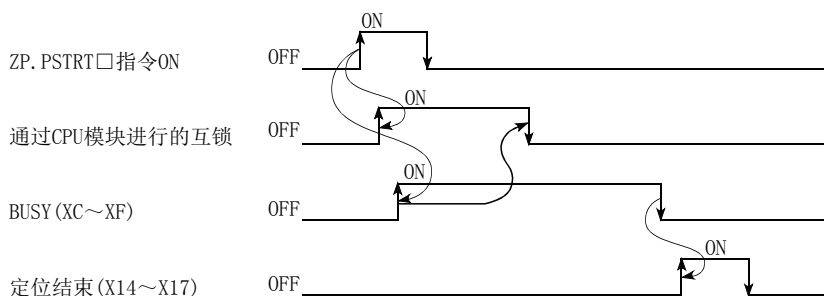 ON
ZP.PSTRT□指令ON OFF
ON
通过CPU模块进行的互锁 OFF
ON
BUSY(XC～XF) OFF
ON
定位结束(X14～X17) OFF